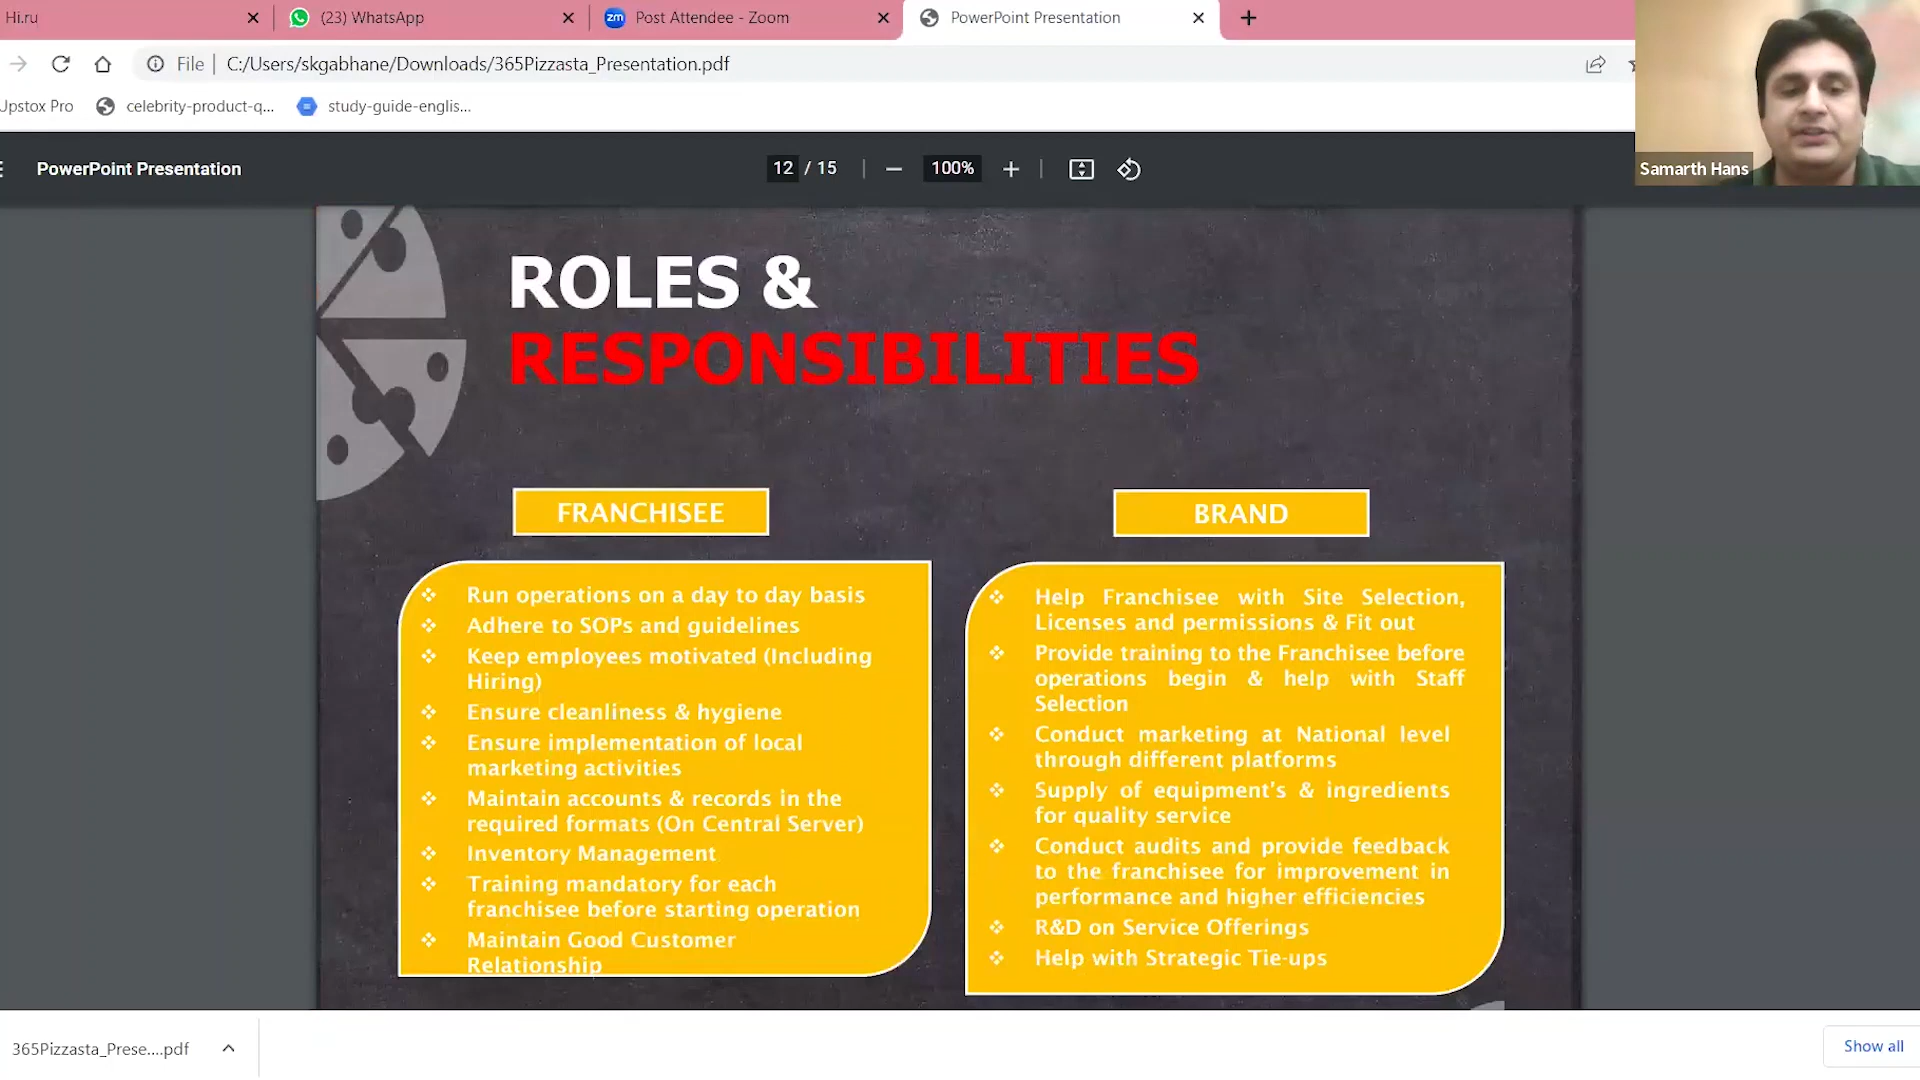 Hi.ru
(23) WhatsApp
zm Post Attendee - Zoom
PowerPoint Presentation
File C:/Users/skgabhane/Downloads/365Pizzasta_Presentation.pdf
Upstox Pro
celebrity-product-q...
study-guide-englis...
PowerPoint Presentation
12 / 15
100%
Samarth Hans
ROLES &
RESPONSIBILITIES
FRANCHISEE
Run operations on a day to day basis
Adhere to SOPs and guidelines
Keep employees motivated (Including
Hiring)
Ensure cleanliness & hygiene
Ensure implementation of local
marketing activities
Maintain accounts & records in the
required formats (On Central Server)
Inventory Management
Training mandatory for each
franchisee before starting operation
Maintain Good Customer
Relationship
BRAND
Help Franchisee with Site Selection,
Licenses and permissions & Fit out
Provide training to the Franchisee before
operations begin & help with Staff
Selection
Conduct marketing at National level
through different platforms
Supply of equipment's & ingredients
for quality service
Conduct audits and provide feedback
to the franchisee for improvement in
performance and higher efficiencies
R&D on Service Offerings
Help with Strategic Tie-ups
365Pizzasta_Prese....pdf
Show all